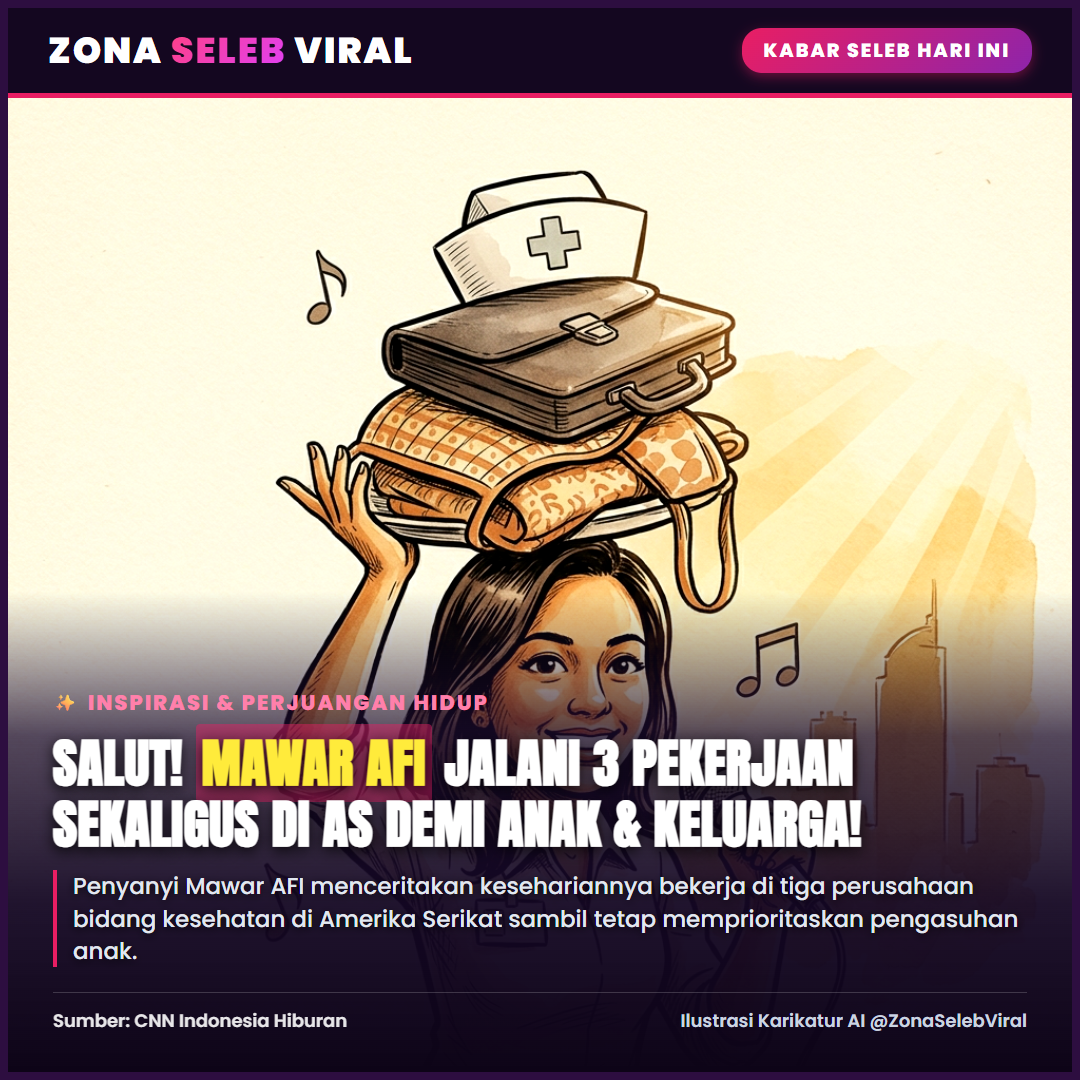 ZONA SELEB VIRAL
KABAR SELEB HARI INI
✨ INSPIRASI & PERJUANGAN HIDUP
SALUT! MAWAR AFI JALANI 3 PEKERJAAN
SEKALIGUS DI AS DEMI ANAK & KELUARGA!
Penyanyi Mawar AFI menceritakan kesehariannya bekerja di tiga perusahaan
bidang kesehatan di Amerika Serikat sambil tetap memprioritaskan pengasuhan
anak.
Sumber: CNN Indonesia Hiburan
Ilustrasi Karikatur AI @ZonaSelebViral